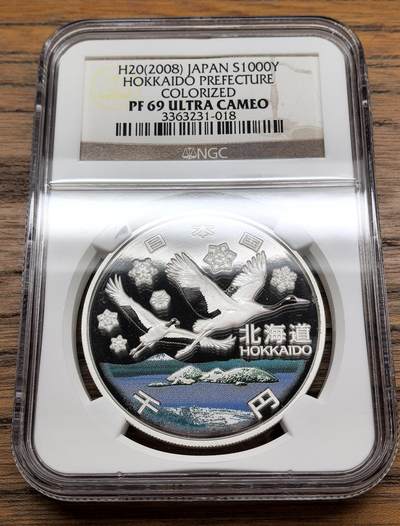 H20(2008) JAPAN S1000Y
HOKKAIDO PREFECTURE
COLORIZED
PF 69 ULTRA CAMEO
3363231-018
NGC
日本国
北海道
HOKKAIDO
千円